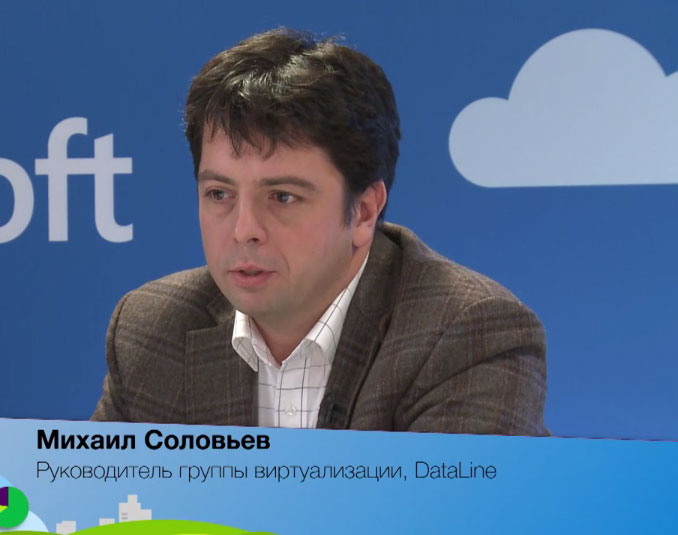 oft
Михаил Соловьев
Руководитель группы виртуализации, DataLine